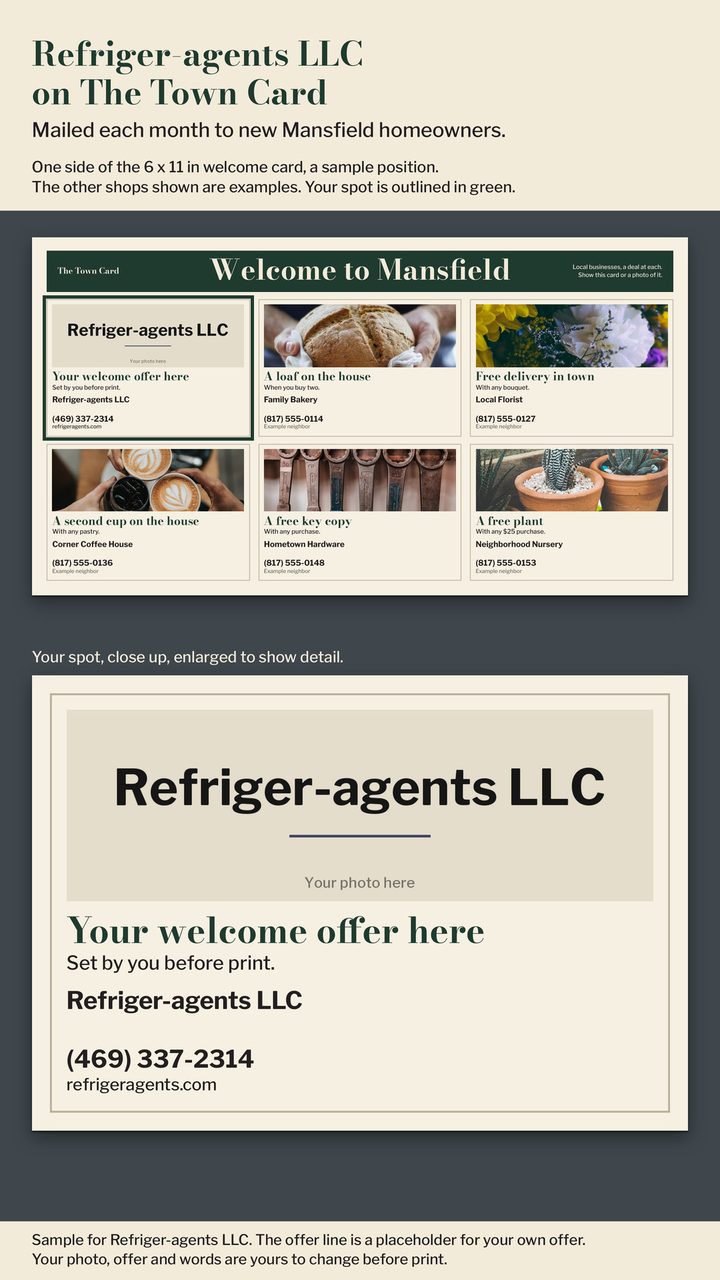 Refriger-agents LLC
on The Town Card
Mailed each month to new Mansfield homeowners.
One side of the 6 x 11 in welcome card, a sample position.
The other shops shown are examples. Your spot is outlined in green.
The Town Card
Welcome to Mansfield
Local businesses, a deal at each.
Show this card or a photo of it.
Refriger-agents LLC
Your photo here
Your welcome offer here
Set by you before print.
Refriger-agents LLC
(469) 337-2314
refrigeragents.com
A loaf on the house
When you buy two.
Family Bakery
(817) 555-0114
Example neighbor
Free delivery in town
With any bouquet.
Local Florist
(817) 555-0127
Example neighbor
A second cup on the house
With any pastry.
Corner Coffee House
(817) 555-0136
Example neighbor
A free key copy
With any purchase.
Hometown Hardware
(817) 555-0148
Example neighbor
A free plant
With any $25 purchase.
Neighborhood Nursery
(817) 555-0153
Example neighbor
Your spot, close up, enlarged to show detail.
Refriger-agents LLC
Your photo here
Your welcome offer here
Set by you before print.
Refriger-agents LLC
(469) 337-2314
refrigeragents.com
Sample for Refriger-agents LLC. The offer line is a placeholder for your own offer.
Your photo, offer and words are yours to change before print.